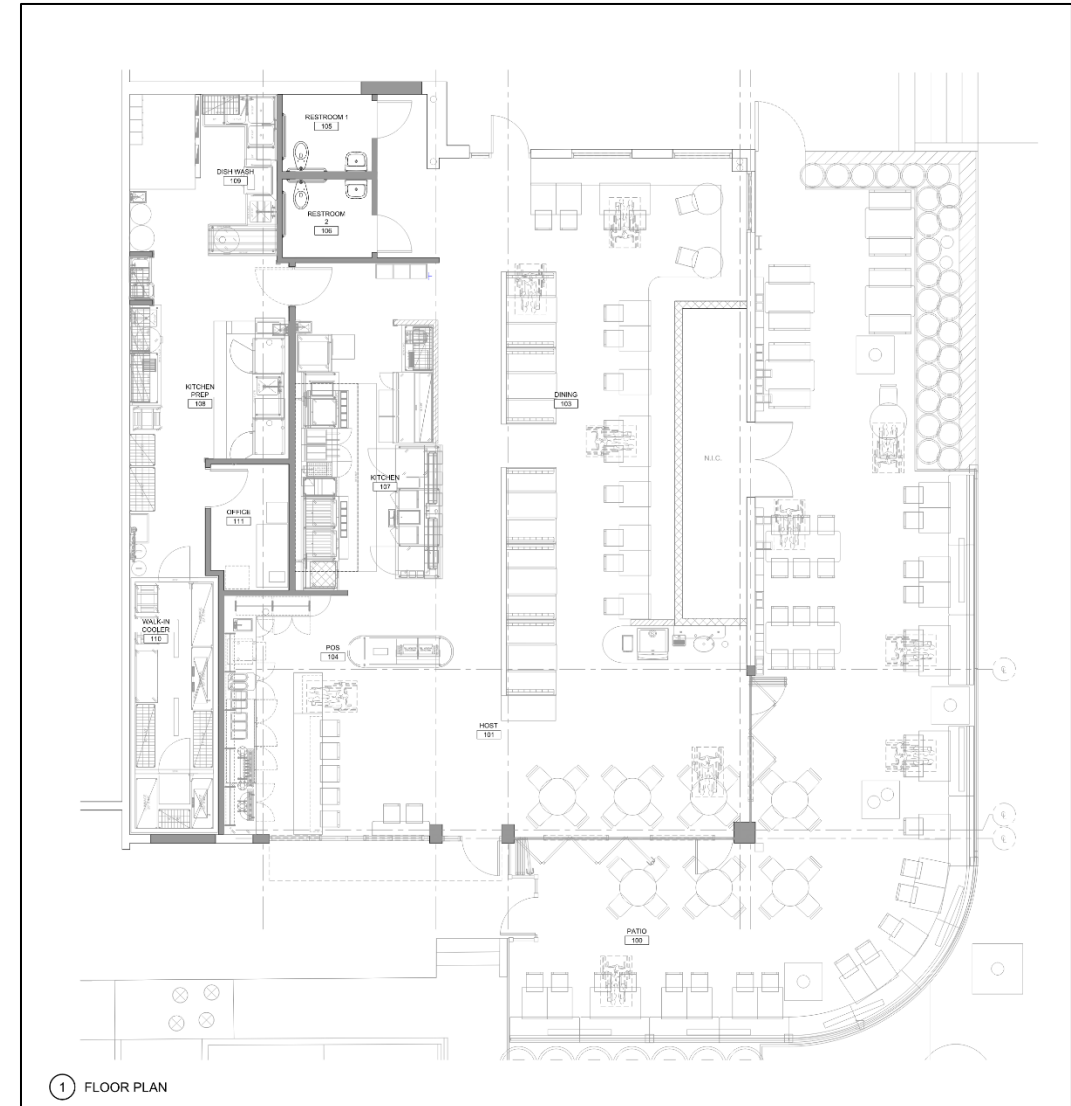 RESTROOM 1
105
DISH WASH
109
RESTROOM
2
106
KITCHEN
PREP
108
DINING
103
N.I.C.
KITCHEN
107
OFFICE
111
WALK-IN
COOLER
110
POS
104
HOST
101
PATIO
100
1 FLOOR PLAN